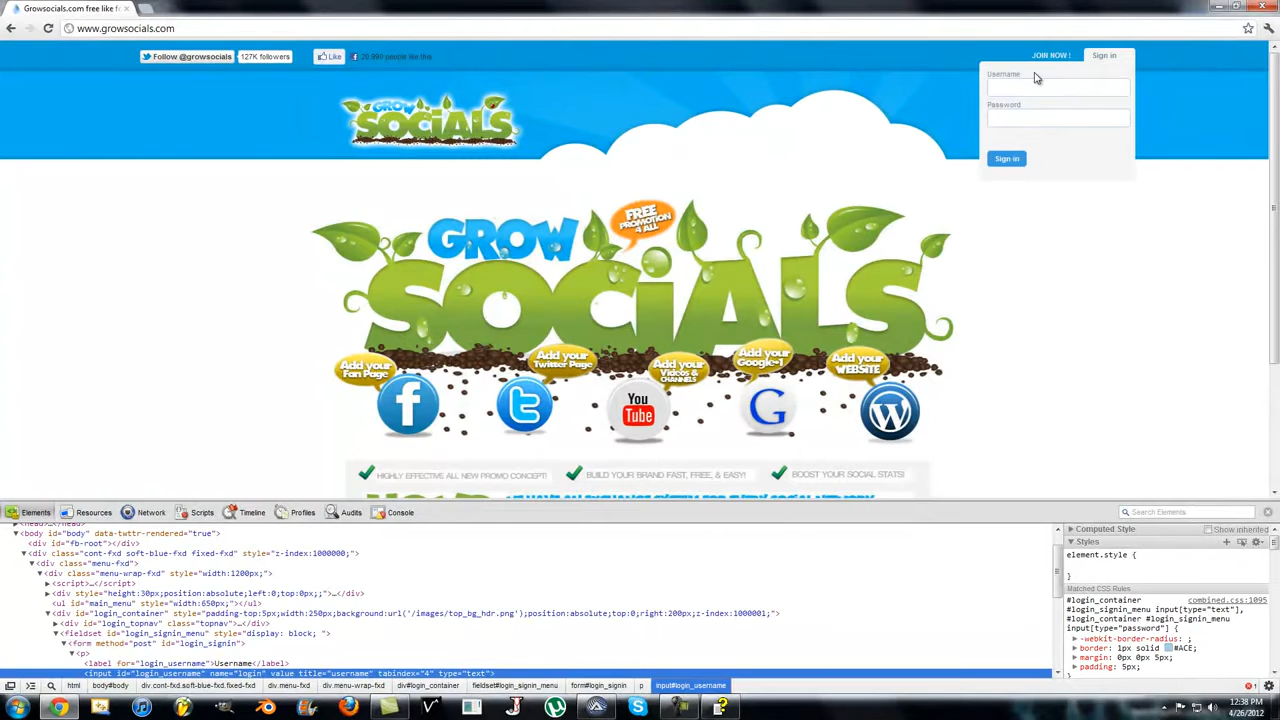 Growsocials.com free like f
www.growsocials.com
Follow @growsocials
127K followers
Like
people like this
JOIN NOW !
Sign in
Username
Password
Sign in
GROW
SOCiALS
GROW
SOCiALS
FREE
PROMOTION
4 ALL
Add your
Fan Page
Add your
Twitter Page
Add your
Videos &
CHANNELS
Add your
Google+1
Add your
WEBSITE
f
t
You
Tube
G
W
HIGHLY EFFECTIVE ALL NEW PROMO CONCEPT!
BUILD YOUR BRAND FAST, FREE, & EASY!
BOOST YOUR SOCIAL STATS!
Elements
Resources
Network
Scripts
Timeline
Profiles
Audits
Console
Search Elements
<head>…</head>
<body id="body" data-twttr-rendered="true">
<div id="fb-root"></div>
<div class="cont-fxd soft-blue-fxd fixed-fxd" style="z-index:1000000;">
<div class="menu-fxd">
<div class="menu-wrap-fxd" style="width:1200px;">
<script>…</script>
<div style="height:30px;position:absolute;left:0;top:0px;;">…</div>
<ul id="main_menu" style="width:650px;"></ul>
<div id="login_container" style="padding-top:5px;width:250px;background:url('/images/top_bg_hdr.png');position:absolute;top:0;right:200px;z-index:1000001;">
<div id="login_topnav" class="topnav">…</div>
<fieldset id="login_signin_menu" style="display: block; ">
<form method="post" id="login_signin">
<p>
<label for="login_username">Username</label>
<input id="login_username" name="login" value title="username" tabindex="4" type="text">
Computed Style
Show inherited
Styles
element.style {
}
Matched CSS Rules
#login_container
combined.css:1095
#login_signin_menu input[type="text"],
#login_container #login_signin_menu
input[type="password"] {
-webkit-border-radius: ;
border: 1px solid #ACE;
margin: 0px 0px 5px;
padding: 5px;
html
body#body
div.cont-fxd.soft-blue-fxd.fixed-fxd
div.menu-fxd
div.menu-wrap-fxd
div#login_container
fieldset#login_signin_menu
form#login_signin
p
input#login_username
1
12:38 PM
4/26/2012